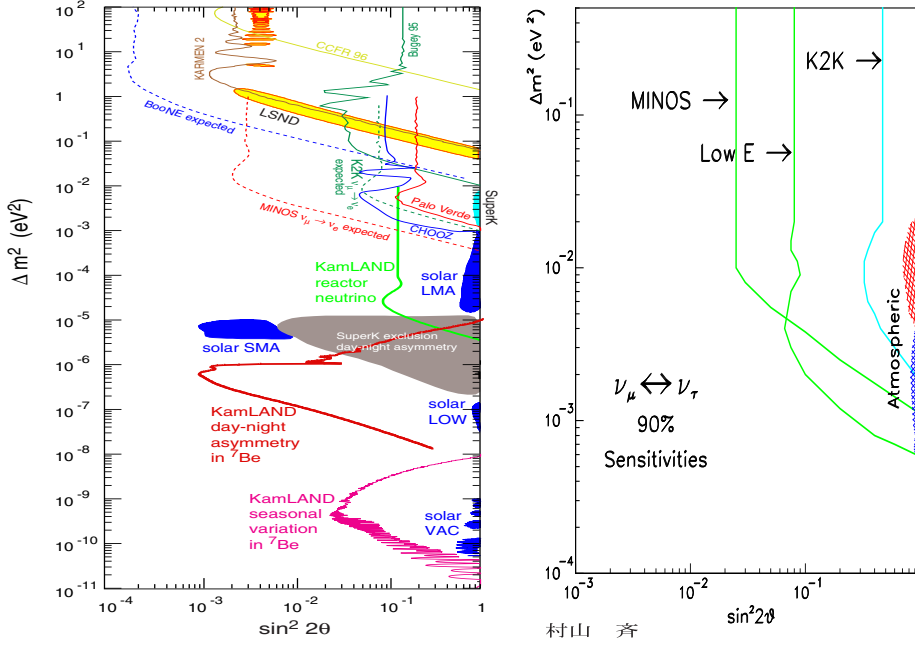 10²
10
1
10⁻¹
10⁻²
10⁻³
10⁻⁴
10⁻⁵
10⁻⁶
10⁻⁷
10⁻⁸
10⁻⁹
10⁻¹⁰
10⁻¹¹
Δm² (eV²)
10⁻⁴
10⁻³
10⁻²
10⁻¹
1
sin² 2θ
KARMEN 2
CCFR 96
Bugey 95
BooNE expected
LSND
K2K ν_μ→ν_e
expected
MINOS ν_μ → ν_e expected
Palo Verde
CHOOZ
SuperK
KamLAND
reactor
neutrino
solar
LMA
SuperK exclusion
day-night asymmetry
solar SMA
KamLAND
day-night
asymmetry
in ⁷Be
solar
LOW
KamLAND
seasonal
variation
in ⁷Be
solar
VAC
Δm² (eV²)
10⁻¹
10⁻²
10⁻³
10⁻⁴
K2K →
MINOS →
Low E →
Atmospheric
ν_μ ↔ ν_τ
90%
Sensitivities
10⁻³
10⁻²
10⁻¹
sin²2ϑ
村山 斉